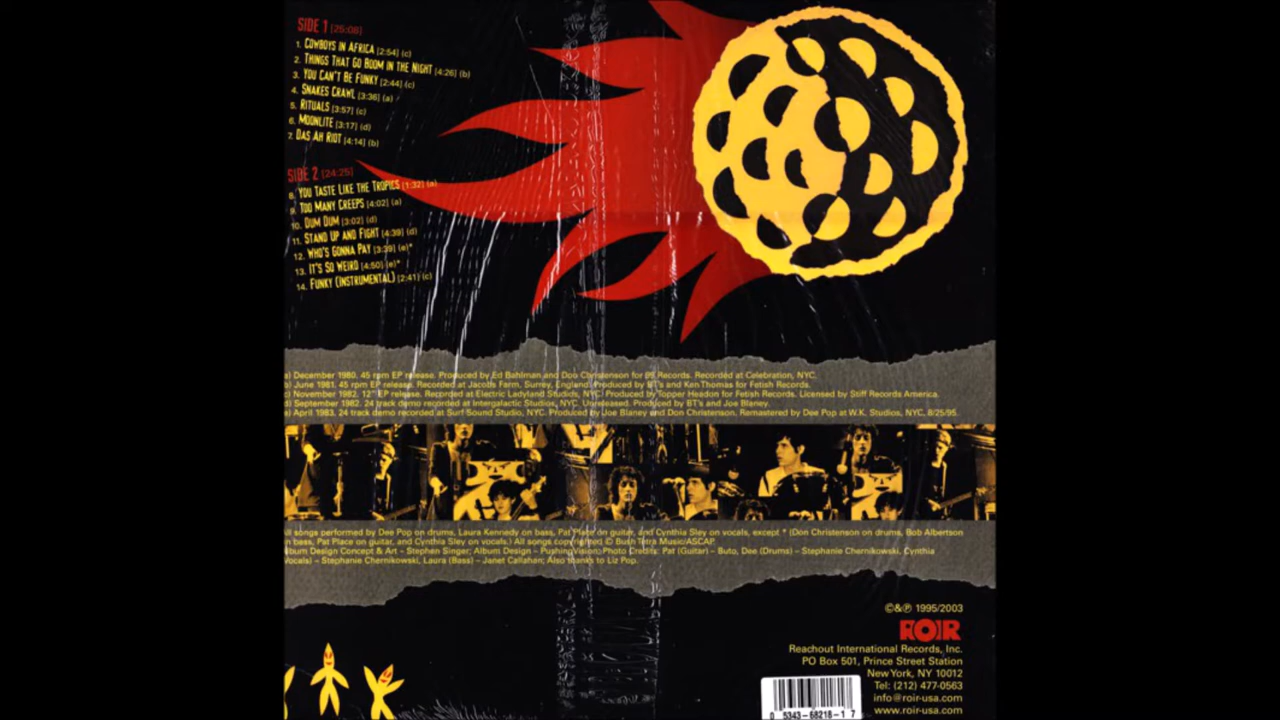 SIDE 1 [25:08]
1. COWBOYS IN AFRICA [2:54] (c)
2. THINGS THAT GO BOOM IN THE NIGHT [4:26] (b)
3. YOU CAN'T BE FUNKY [2:44] (c)
4. SNAKES CRAWL [3:36] (a)
5. RITUALS [3:57] (c)
6. MOONLITE [3:17] (d)
7. DAS AH RIOT [4:14] (b)
SIDE 2 [24:25]
8. YOU TASTE LIKE THE TROPICS [1:32] (a)
9. TOO MANY CREEPS [4:02] (a)
10. DUM DUM [3:02] (d)
11. STAND UP AND FIGHT [4:39] (d)
12. WHO'S GONNA PAY [3:39] (e)*
13. IT'S SO WEIRD [4:50] (e)*
14. FUNKY (INSTRUMENTAL) [2:41] (c)
a) December 1980. 45 rpm EP release. Produced by Ed Bahlman and Don Christenson for 99 Records. Recorded at Celebration, NYC.
b) June 1981. 45 rpm EP release. Recorded at Jacobs Farm, Surrey, England. Produced by BT's and Ken Thomas for Fetish Records.
c) November 1982. 12" EP release. Recorded at Electric Ladyland Studios, NYC. Produced by Topper Headon for Fetish Records. Licensed by Stiff Records America.
d) September 1982. 24 track demo recorded at Intergalactic Studios, NYC. Unreleased. Produced by BT's and Joe Blaney.
e) April 1983. 24 track demo recorded at Surf Sound Studio, NYC. Produced by Joe Blaney and Don Christenson. Remastered by Dee Pop at W.K. Studios, NYC, 8/25/95.
All songs performed by Dee Pop on drums, Laura Kennedy on bass, Pat Place on guitar, and Cynthia Sley on vocals, except * (Don Christenson on drums, Bob Albertson
on bass, Pat Place on guitar, and Cynthia Sley on vocals.) All songs copyrighted © Bush Tetra Music/ASCAP.
Album Design Concept & Art – Stephen Singer; Album Design – PushingVision; Photo Credits: Pat (Guitar) – Buto, Dee (Drums) – Stephanie Chernikowski, Cynthia
(Vocals) – Stephanie Chernikowski, Laura (Bass) – Janet Callahan; Also thanks to Liz Pop.
©&℗ 1995/2003
ROIR
Reachout International Records, Inc.
PO Box 501, Prince Street Station
New York, NY 10012
Tel: (212) 477-0563
info@roir-usa.com
www.roir-usa.com
0 5343-68218-1 7